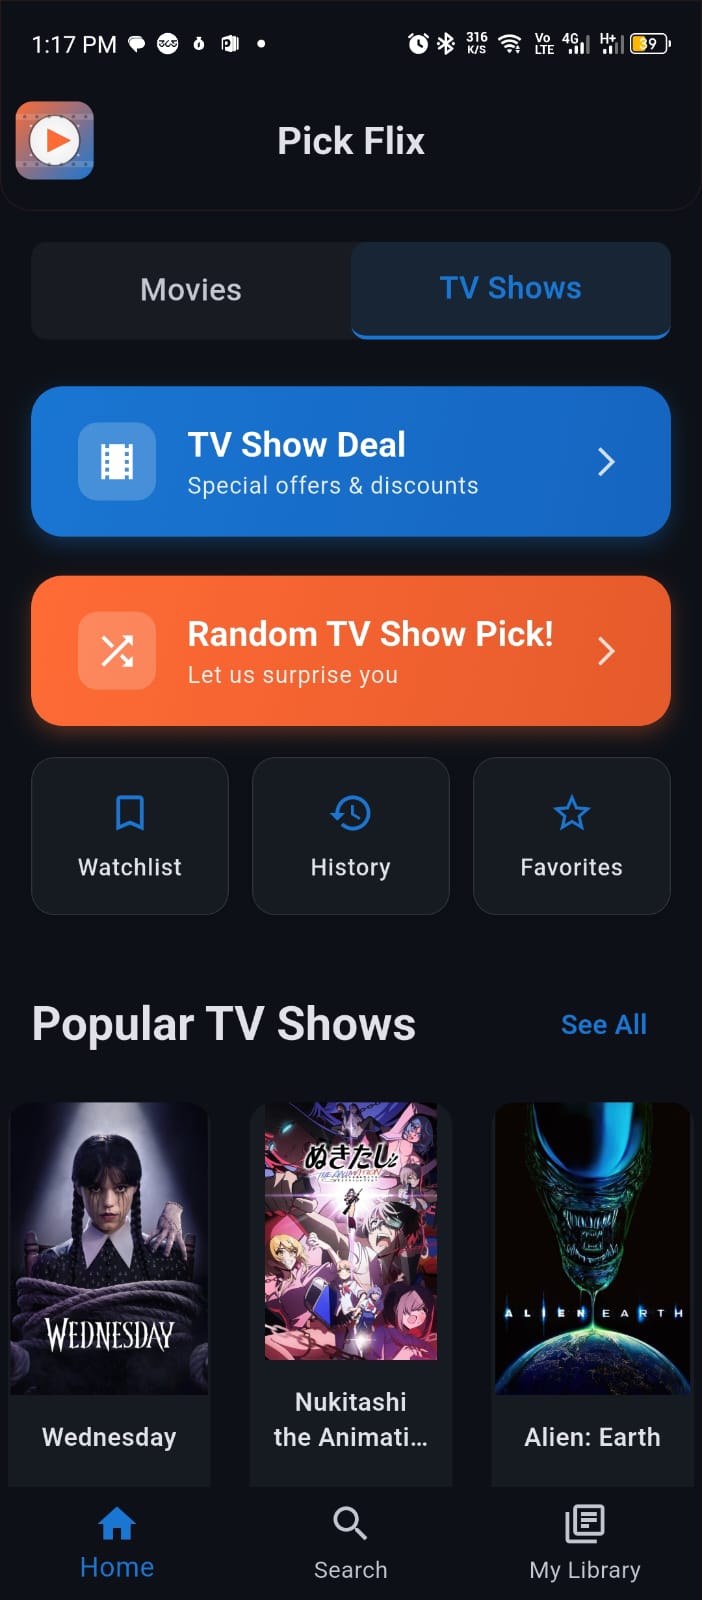 1:17 PM
316
K/S
Vo
LTE
4G
H+
39
Pick Flix
Movies
TV Shows
TV Show Deal
Special offers & discounts
Random TV Show Pick!
Let us surprise you
Watchlist
History
Favorites
Popular TV Shows
See All
WEDNESDAY
ぬきたし
THE ANIMATION
ALIEN EARTH
Wednesday
Nukitashi
the Animati…
Alien: Earth
Home
Search
My Library